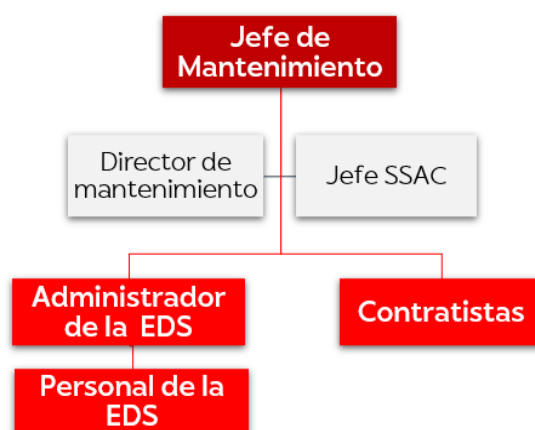 Jefe de
Mantenimiento
Director de
mantenimiento
Jefe SSAC
Administrador
de la EDS
Contratistas
Personal de la
EDS